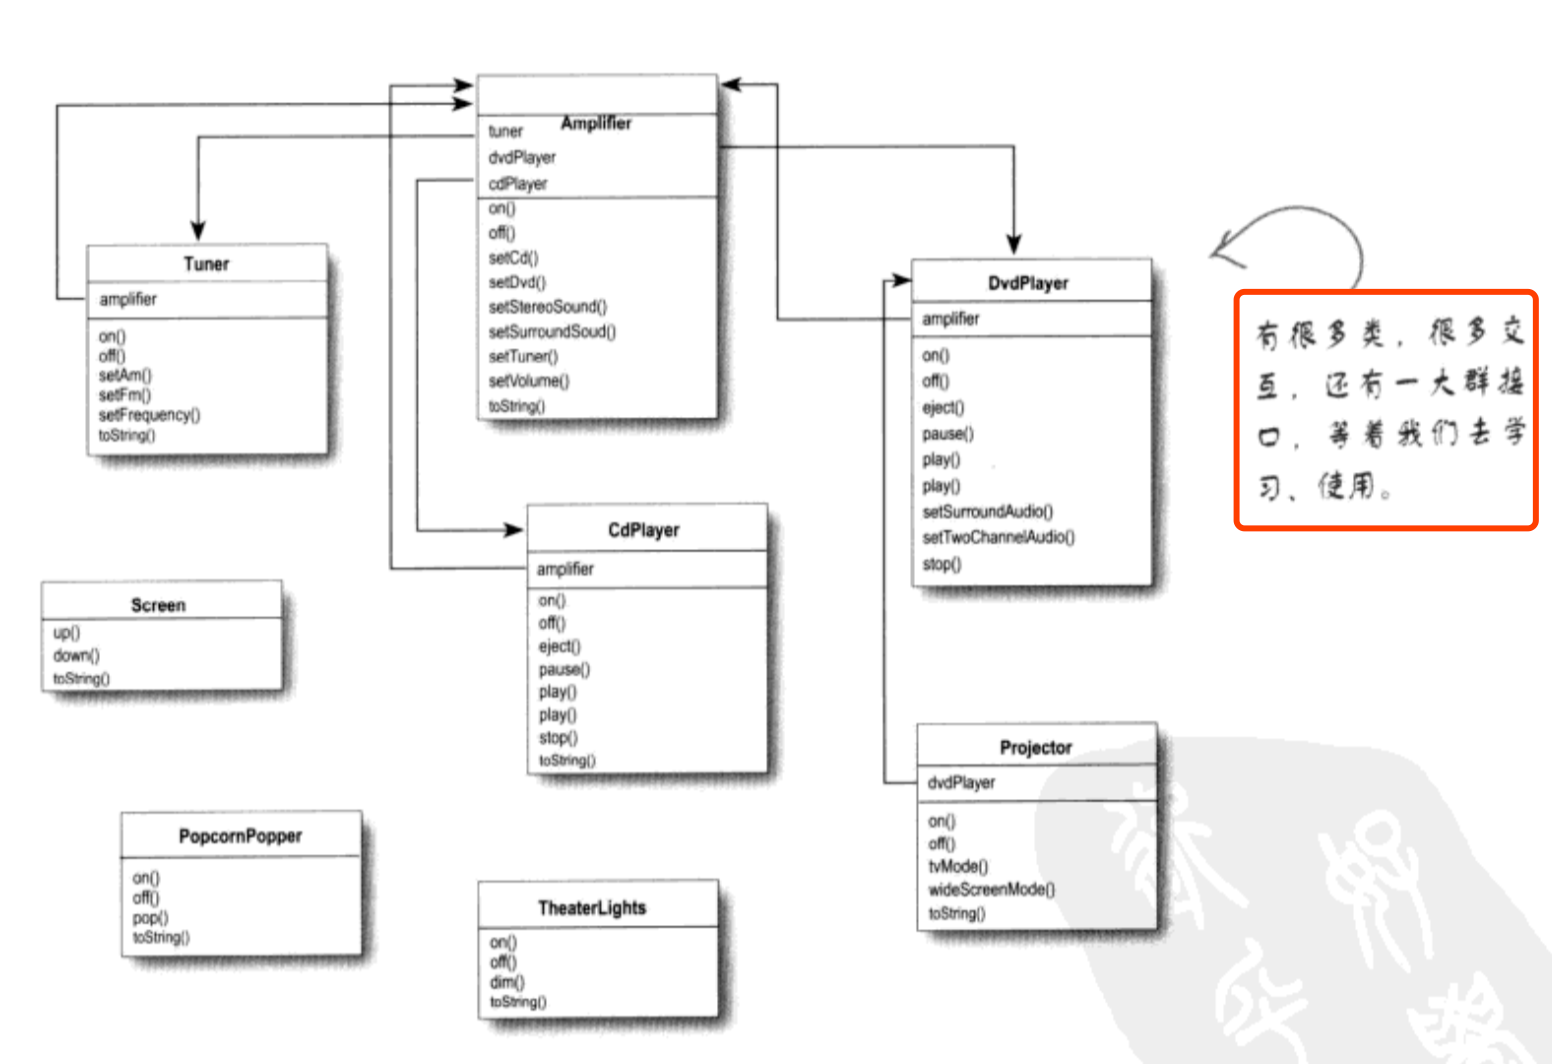 Amplifier
tuner
dvdPlayer
cdPlayer
on()
off()
setCd()
setDvd()
setStereoSound()
setSurroundSoud()
setTuner()
setVolume()
toString()
Tuner
amplifier
on()
off()
setAm()
setFm()
setFrequency()
toString()
DvdPlayer
amplifier
on()
off()
eject()
pause()
play()
play()
setSurroundAudio()
setTwoChannelAudio()
stop()
有很多类，很多交
互，还有一大群接
口，等着我们去学
习、使用。
CdPlayer
amplifier
on()
off()
eject()
pause()
play()
play()
stop()
toString()
Screen
up()
down()
toString()
Projector
dvdPlayer
on()
off()
tvMode()
wideScreenMode()
toString()
PopcornPopper
on()
off()
pop()
toString()
TheaterLights
on()
off()
dim()
toString()